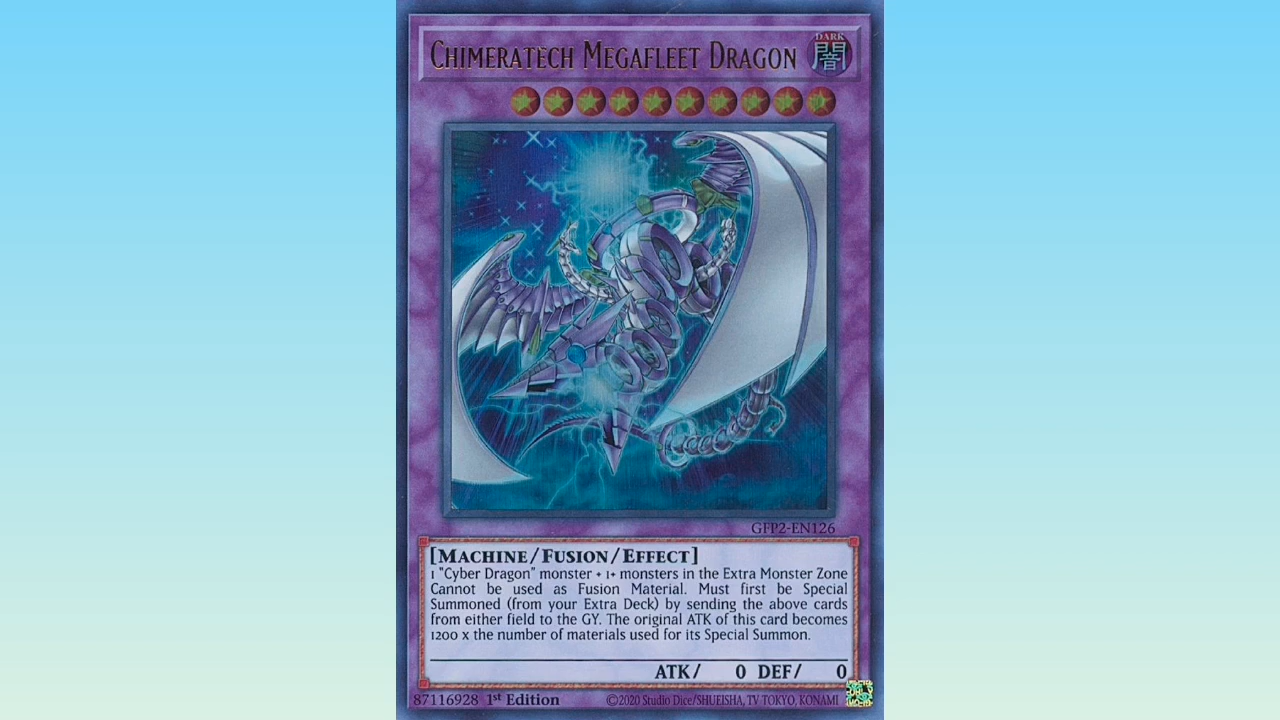 Chimeratech Megafleet Dragon
DARK
闇
GFP2-EN126
[Machine/Fusion/Effect]
1 "Cyber Dragon" monster + 1+ monsters in the Extra Monster Zone
Cannot be used as Fusion Material. Must first be Special
Summoned (from your Extra Deck) by sending the above cards
from either field to the GY. The original ATK of this card becomes
1200 x the number of materials used for its Special Summon.
ATK/ 0 DEF/ 0
87116928 1st Edition ©2020 Studio Dice/SHUEISHA, TV TOKYO, KONAMI